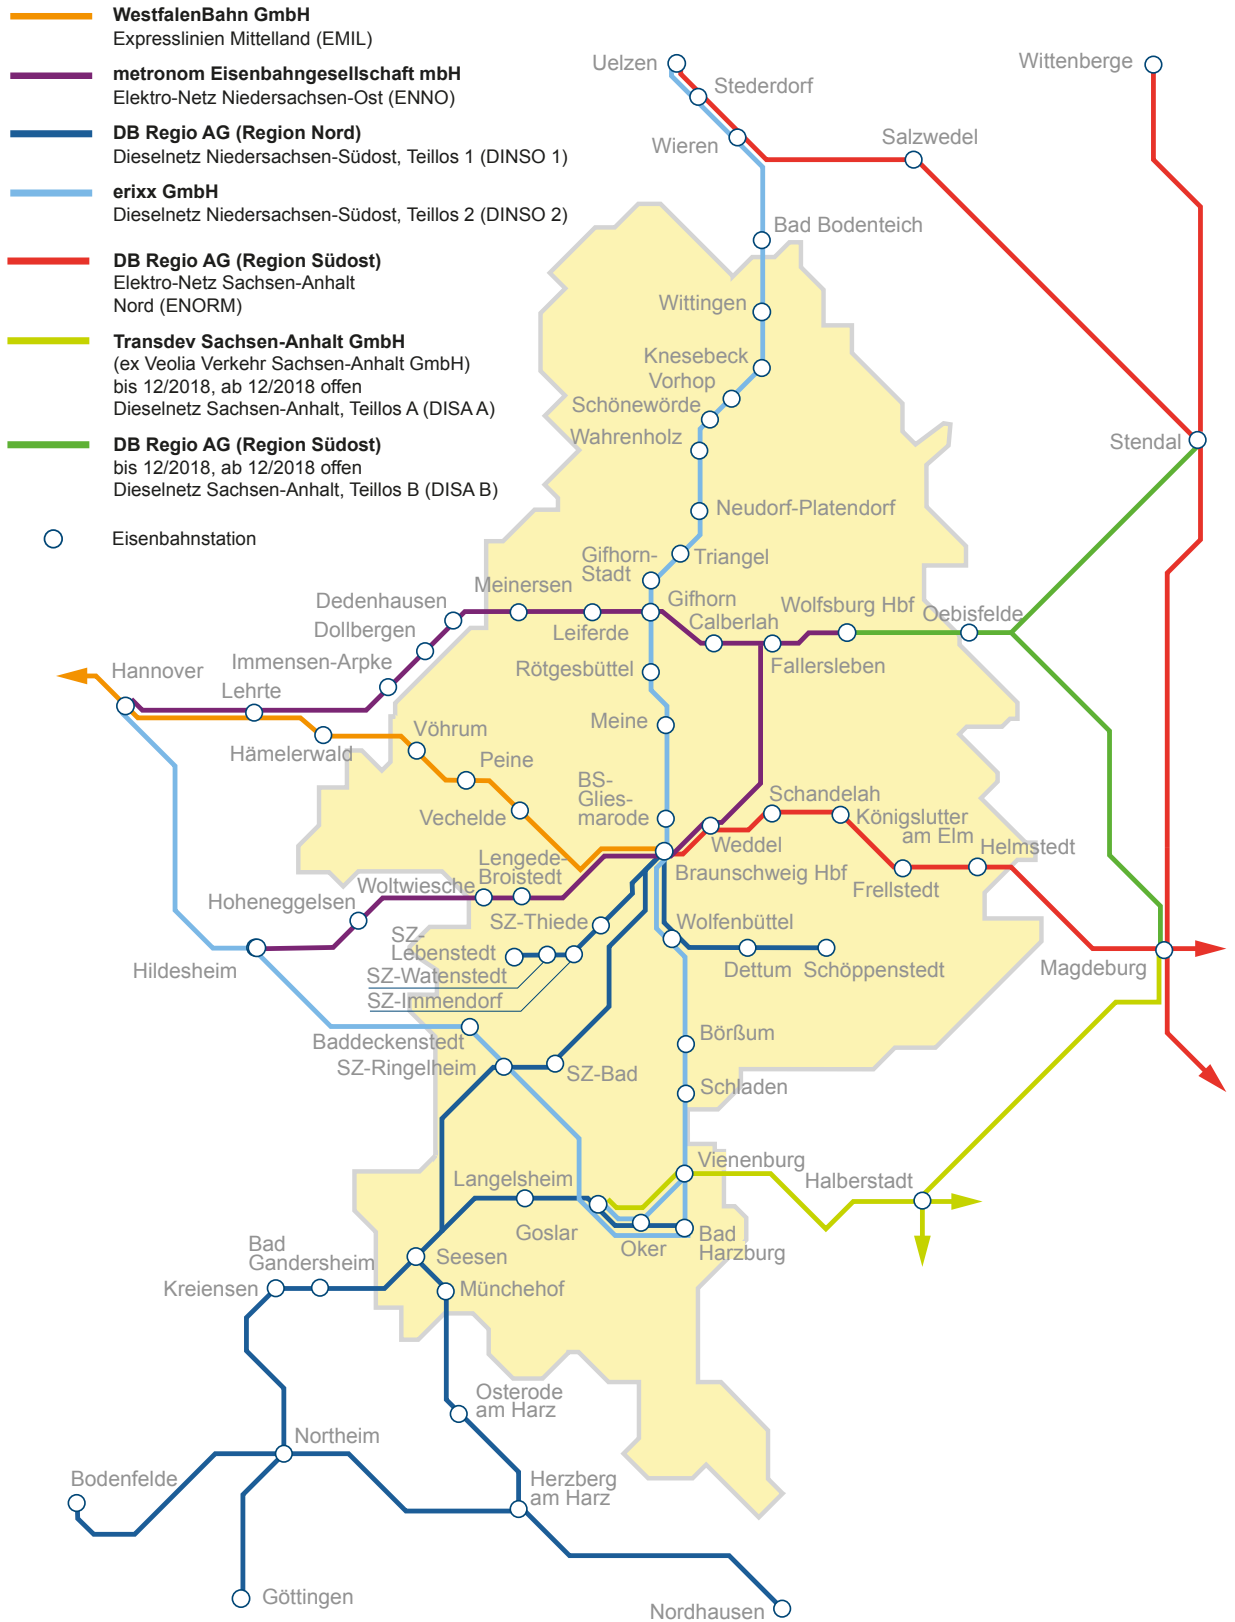 WestfalenBahn GmbH
Expresslinien Mittelland (EMIL)
metronom Eisenbahngesellschaft mbH
Elektro-Netz Niedersachsen-Ost (ENNO)
DB Regio AG (Region Nord)
Dieselnetz Niedersachsen-Südost, Teillos 1 (DINSO 1)
erixx GmbH
Dieselnetz Niedersachsen-Südost, Teillos 2 (DINSO 2)
DB Regio AG (Region Südost)
Elektro-Netz Sachsen-Anhalt
Nord (ENORM)
Transdev Sachsen-Anhalt GmbH
(ex Veolia Verkehr Sachsen-Anhalt GmbH)
bis 12/2018, ab 12/2018 offen
Dieselnetz Sachsen-Anhalt, Teillos A (DISA A)
DB Regio AG (Region Südost)
bis 12/2018, ab 12/2018 offen
Dieselnetz Sachsen-Anhalt, Teillos B (DISA B)
Eisenbahnstation
Uelzen
Wittenberge
Stederdorf
Wieren
Salzwedel
Bad Bodenteich
Wittingen
Knesebeck
Vorhop
Schönewörde
Wahrenholz
Stendal
Neudorf-Platendorf
Gifhorn-
Stadt
Triangel
Meinersen
Dedenhausen
Dollbergen
Leiferde
Gifhorn
Calberlah
Wolfsburg Hbf
Oebisfelde
Fallersleben
Immensen-Arpke
Hannover
Lehrte
Rötgesbüttel
Hämelerwald
Vöhrum
Meine
Peine
Vechelde
BS-
Glies-
marode
Schandelah
Königslutter
am Elm
Weddel
Helmstedt
Braunschweig Hbf
Frellstedt
Lengede-
Broistedt
Woltwiesche
Hoheneggelsen
SZ-Thiede
Wolfenbüttel
SZ-
Lebenstedt
SZ-Watenstedt
SZ-Immendorf
Hildesheim
Dettum
Schöppenstedt
Magdeburg
Baddeckenstedt
SZ-Ringelheim
SZ-Bad
Börßum
Schladen
Vienenburg
Halberstadt
Langelsheim
Goslar
Oker
Bad
Harzburg
Bad
Gandersheim
Seesen
Kreiensen
Münchehof
Osterode
am Harz
Northeim
Bodenfelde
Herzberg
am Harz
Göttingen
Nordhausen